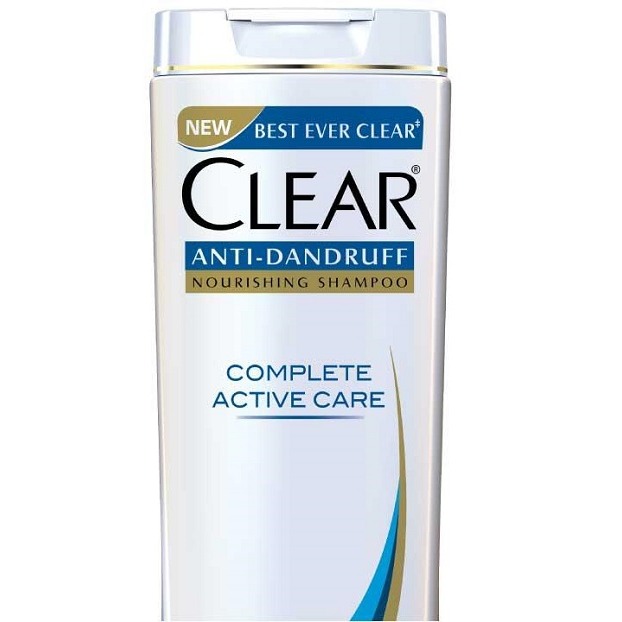 NEW BEST EVER CLEAR‡
CLEAR®
ANTI-DANDRUFF
NOURISHING SHAMPOO
COMPLETE
ACTIVE CARE